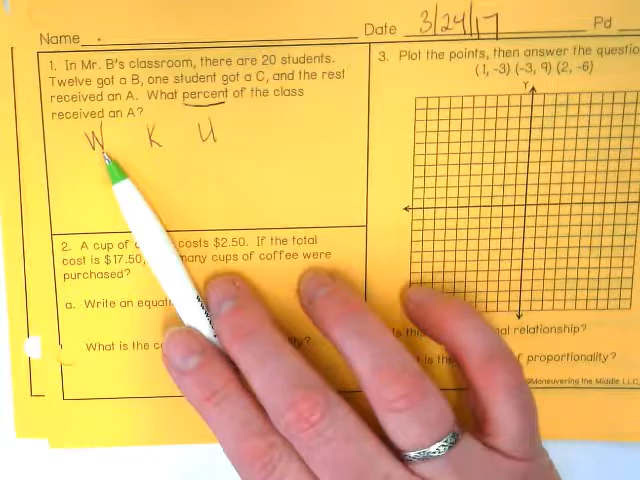 Name
Date 3/24/17 Pd
1. In Mr. B's classroom, there are 20 students.
Twelve got a B, one student got a C, and the rest
received an A. What percent of the class
received an A?
W K U
2. A cup of costs $2.50. If the total
cost is $17.50, many cups of coffee were
purchased?
a. Write an
What is the
3. Plot the points, then answer the
(1, -3) (-3, 9) (2, -6)
Y
relationship?
is the of proportionality?
©Maneuvering the Middle LLC,